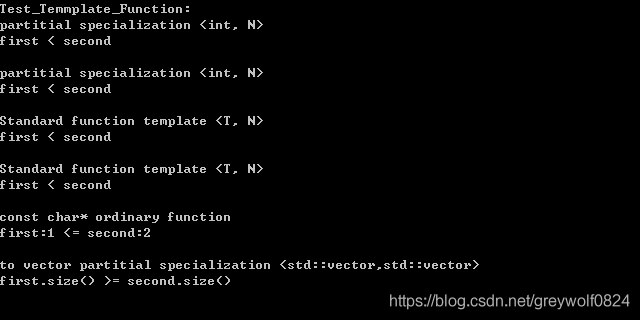 Test_Temmplate_Function:
partitial specialization <int, N>
first < second
partitial specialization <int, N>
first < second
Standard function template <T, N>
first < second
Standard function template <T, N>
first < second
const char* ordinary function
first:1 <= second:2
to vector partitial specialization <std::vector,std::vector>
first.size() >= second.size()
https://blog.csdn.net/greywolf0824